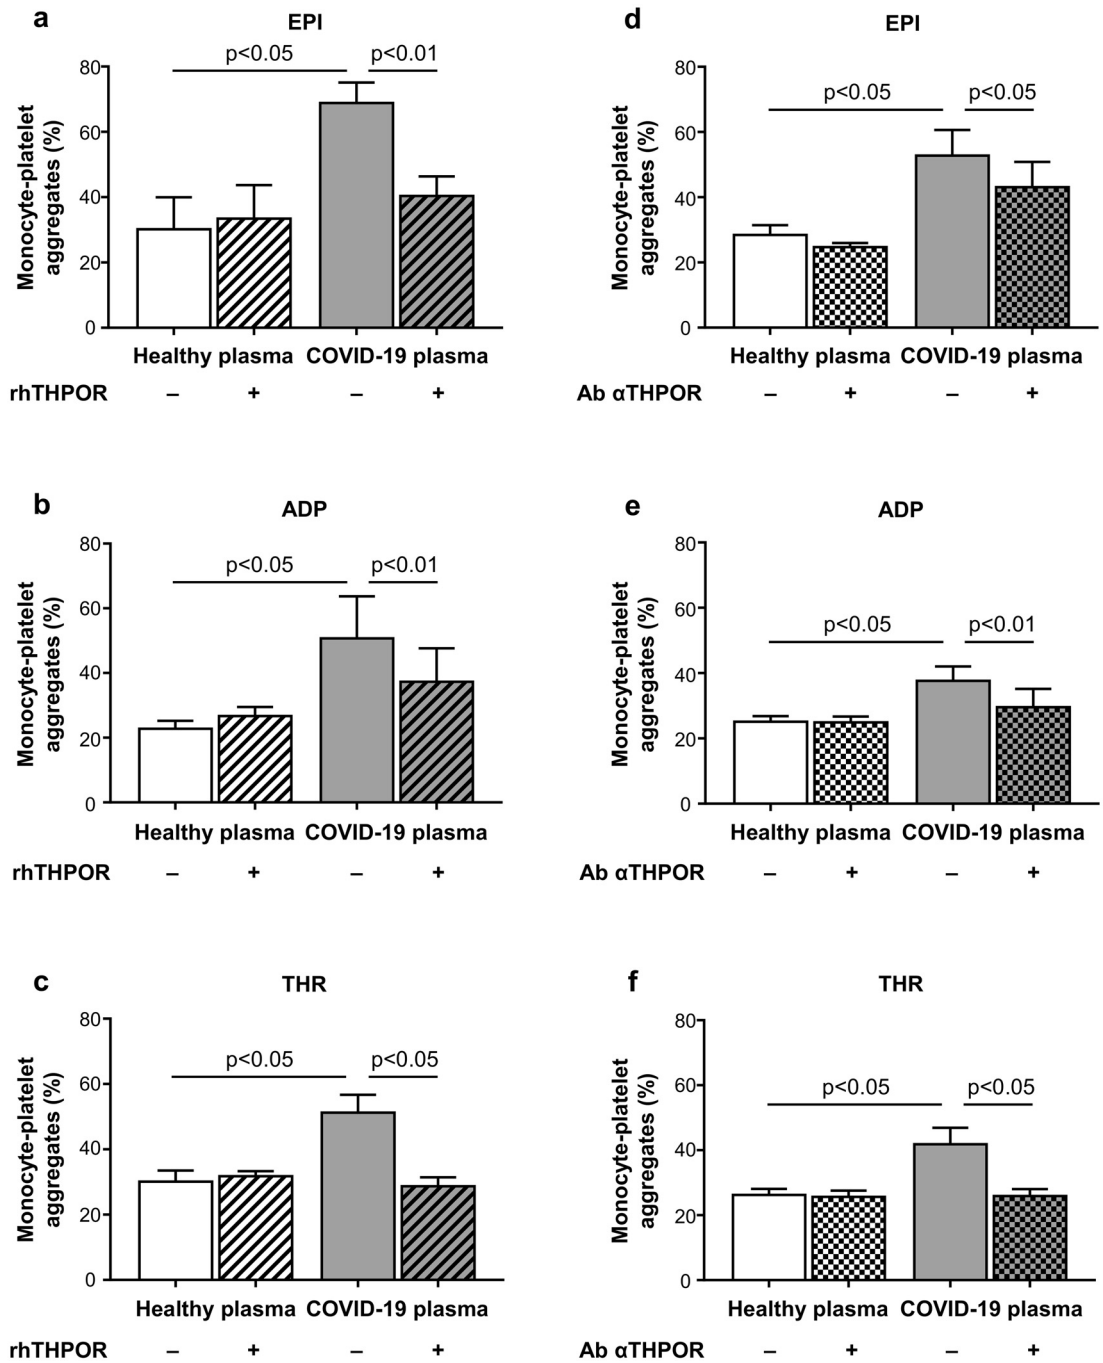 a
EPI
p<0.05 p<0.01
Monocyte-platelet
aggregates (%)
80
60
40
20
0
Healthy plasma COVID-19 plasma
rhTHPOR – + – +
d
EPI
p<0.05 p<0.05
Monocyte-platelet
aggregates (%)
80
60
40
20
0
Healthy plasma COVID-19 plasma
Ab αTHPOR – + – +
b
ADP
p<0.05 p<0.01
Monocyte-platelet
aggregates (%)
80
60
40
20
0
Healthy plasma COVID-19 plasma
rhTHPOR – + – +
e
ADP
p<0.05 p<0.01
Monocyte-platelet
aggregates (%)
80
60
40
20
0
Healthy plasma COVID-19 plasma
Ab αTHPOR – + – +
c
THR
p<0.05 p<0.05
Monocyte-platelet
aggregates (%)
80
60
40
20
0
Healthy plasma COVID-19 plasma
rhTHPOR – + – +
f
THR
p<0.05 p<0.05
Monocyte-platelet
aggregates (%)
80
60
40
20
0
Healthy plasma COVID-19 plasma
Ab αTHPOR – + – +